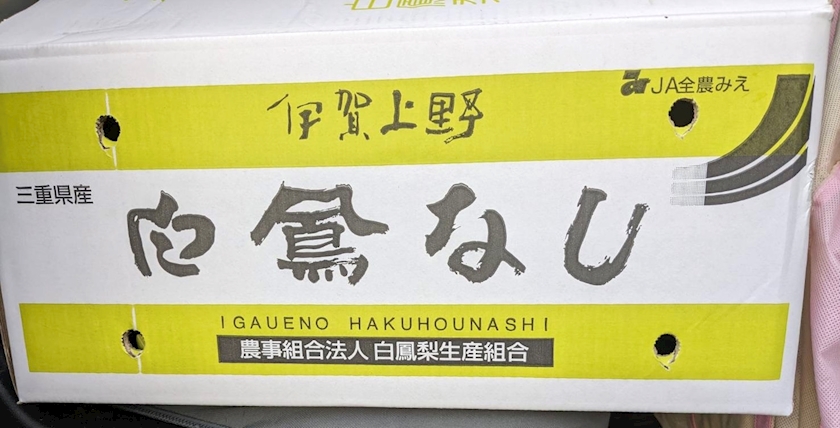 伊賀上野
JA全農みえ
三重県産
白鳳なし
IGAUENO HAKUHOUNASHI
農事組合法人 白鳳梨生産組合